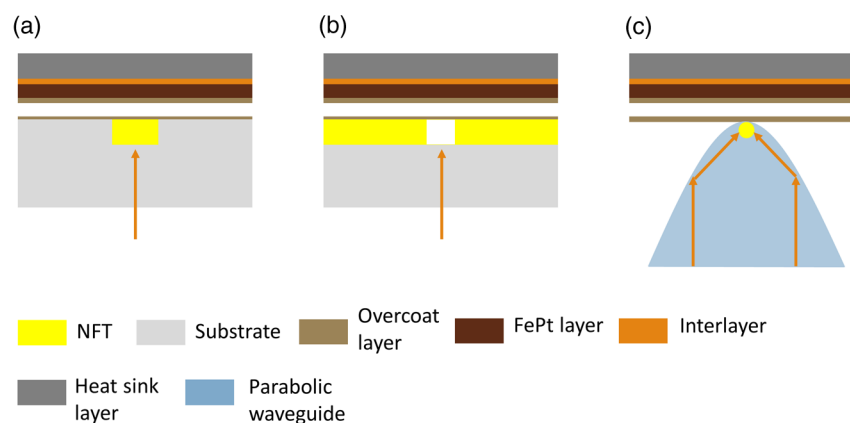 (a)
(b)
(c)
NFT
Substrate
Overcoat
layer
FePt layer
Interlayer
Heat sink
layer
Parabolic
waveguide